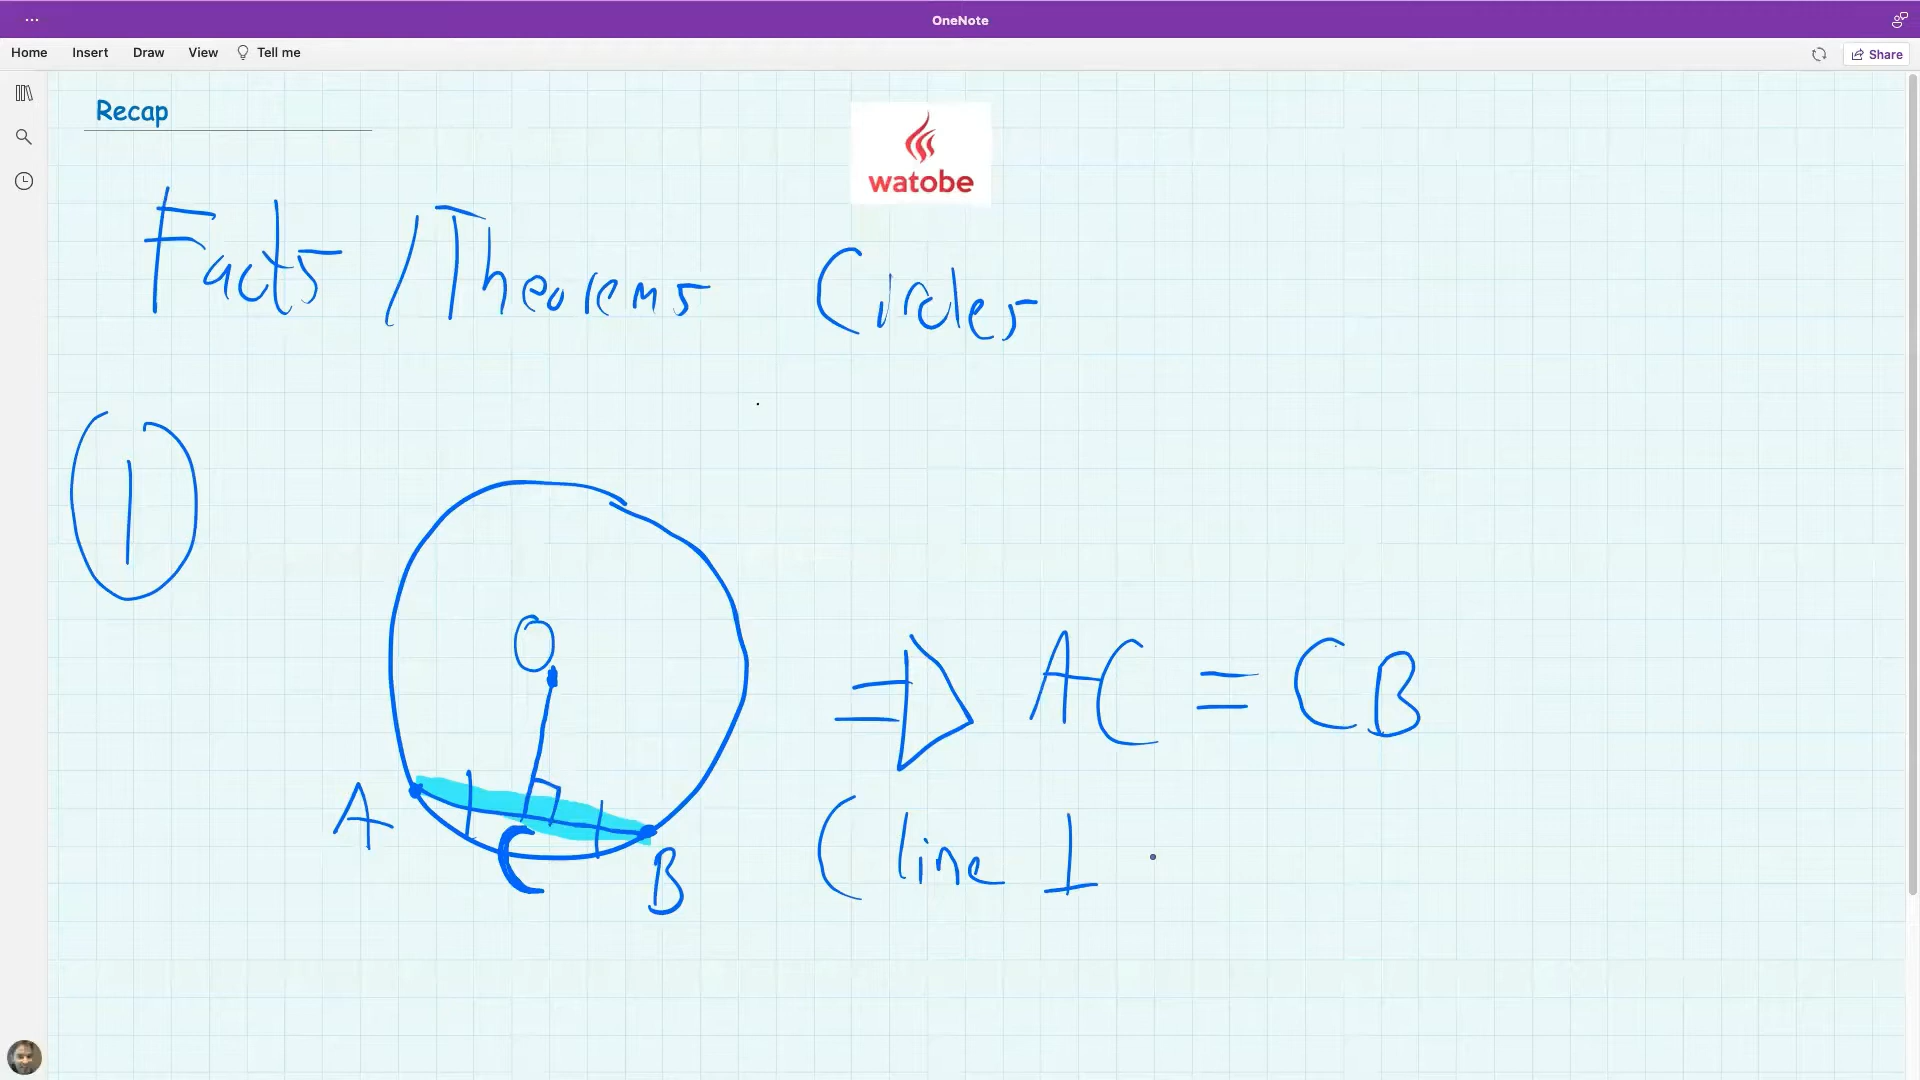 OneNote
Home Insert Draw View Tell me Share
Recap
watobe
Facts / Theorems Circles
1
O
⇒ AC = CB
A
C
B
(line ⊥